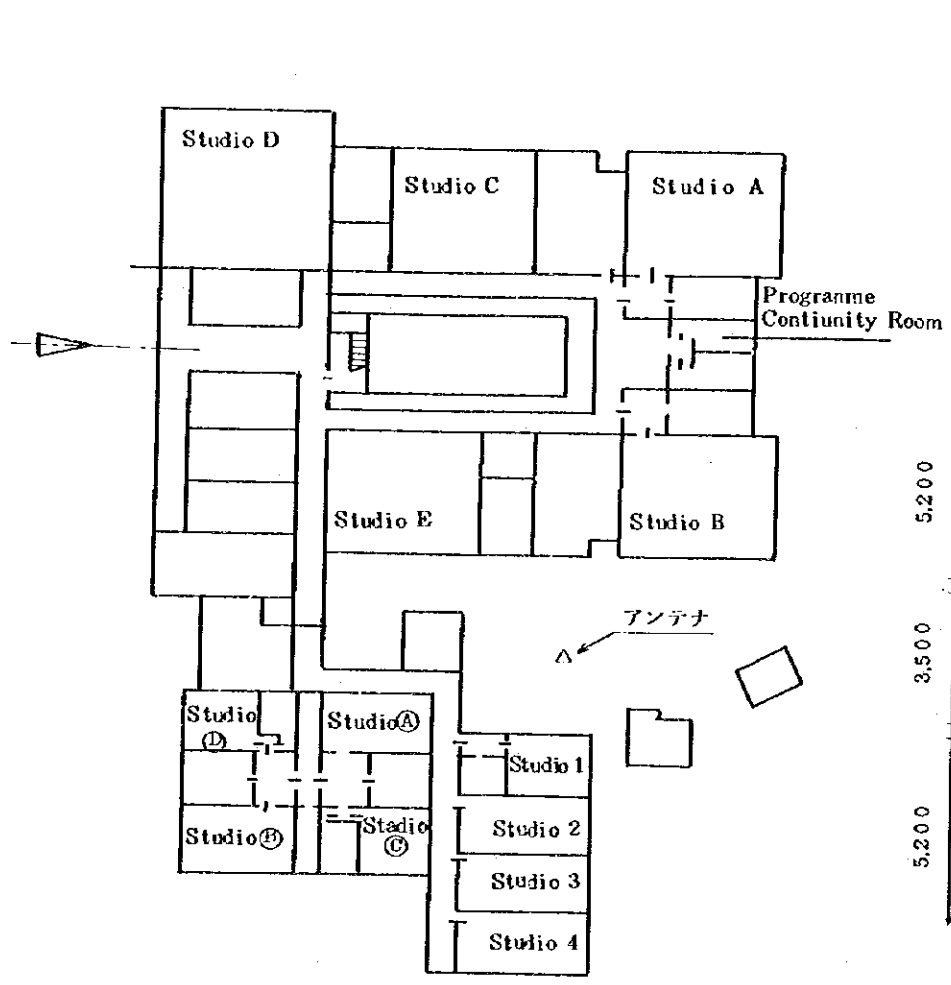 Studio D
Studio C
Studio A
Progranme
Contiunity Room
Studio E
Studio B
5,200
アンテナ
3,500
Studio
Ⓓ
StudioⒶ
Studio 1
StudioⒷ
Stadio
Ⓒ
Studio 2
5,200
Studio 3
Studio 4